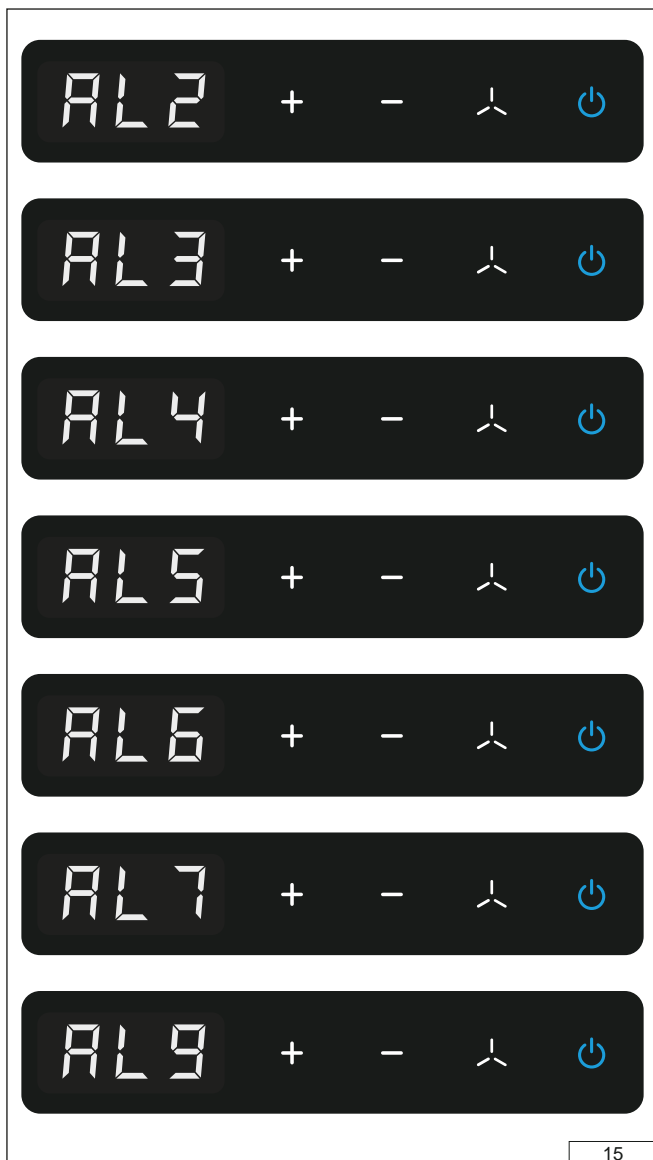 AL2 + -
AL3 + -
AL4 + -
AL5 + -
AL6 + -
AL7 + -
AL9 + -
15